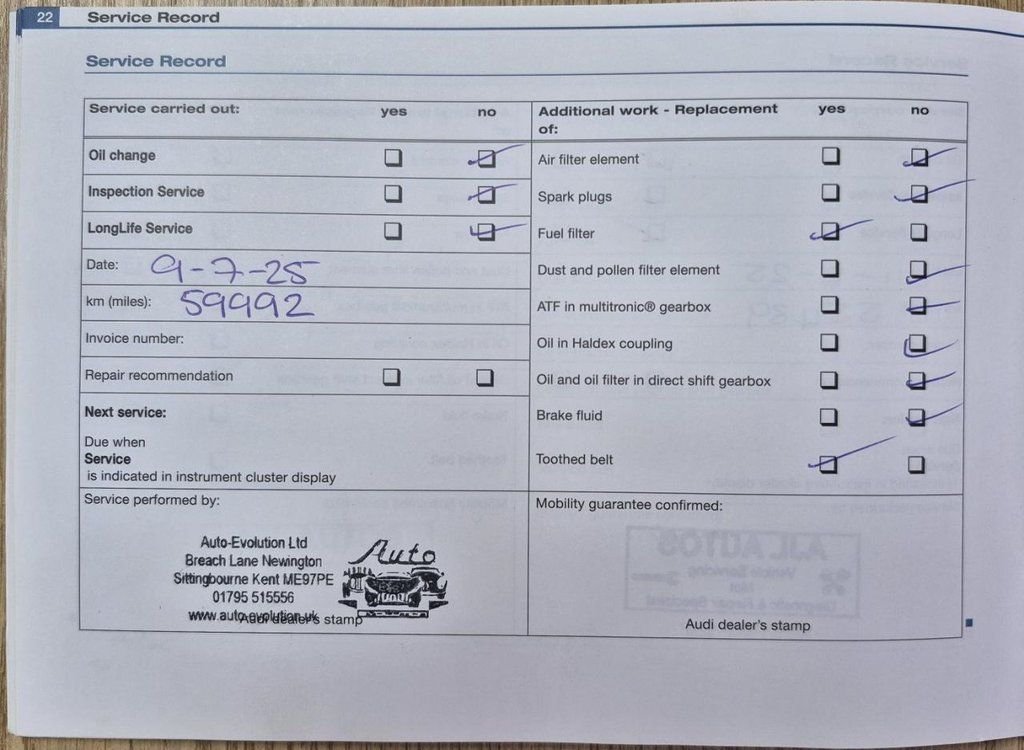 22 Service Record
Service Record
Service carried out: yes no
Oil change
Inspection Service
LongLife Service
Date: 9-7-25
km (miles): 59992
Invoice number:
Repair recommendation
Next service:
Due when
Service
is indicated in instrument cluster display
Service performed by:
Auto-Evolution Ltd
Breach Lane Newington
Sittingbourne Kent ME97PE
01795 515556
www.auto-evolution.uk
Auto
Audi dealer's stamp
Additional work - Replacement yes no
of:
Air filter element
Spark plugs
Fuel filter
Dust and pollen filter element
ATF in multitronic® gearbox
Oil in Haldex coupling
Oil and oil filter in direct shift gearbox
Brake fluid
Toothed belt
Mobility guarantee confirmed:
Audi dealer's stamp